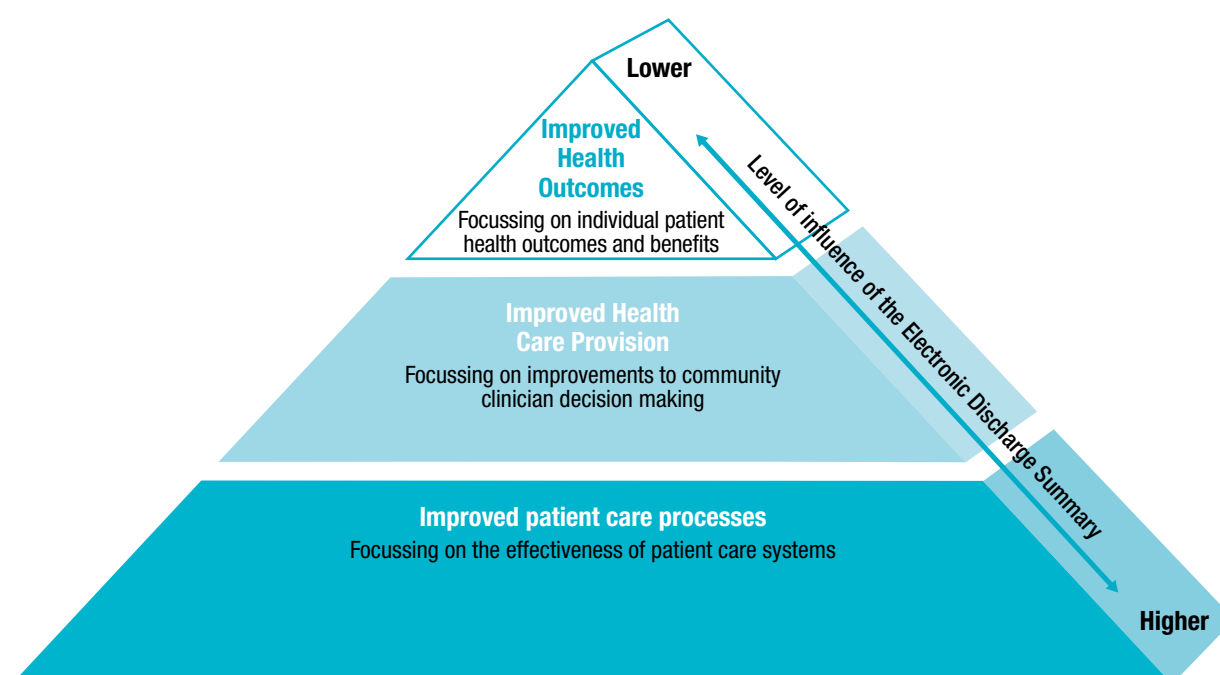 Lower
Improved
Health
Outcomes
Focussing on individual patient
health outcomes and benefits
Level of influence of the Electronic Discharge Summary
Improved Health
Care Provision
Focussing on improvements to community
clinician decision making
Improved patient care processes
Focussing on the effectiveness of patient care systems
Higher